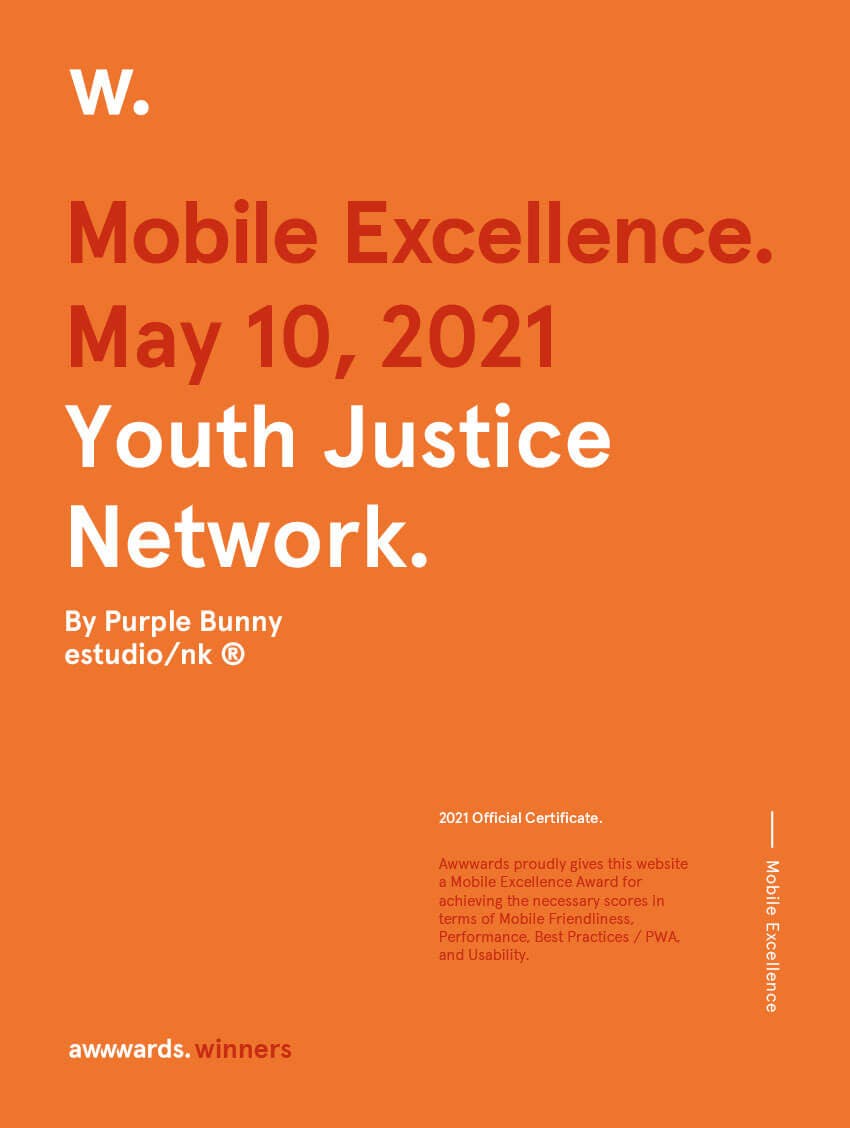 w.
Mobile Excellence.
May 10, 2021
Youth Justice
Network.
By Purple Bunny
estudio/nk ®
2021 Official Certificate.
Awwwards proudly gives this website
a Mobile Excellence Award for
achieving the necessary scores in
terms of Mobile Friendliness,
Performance, Best Practices / PWA,
and Usability.
Mobile Excellence
awwwards. winners